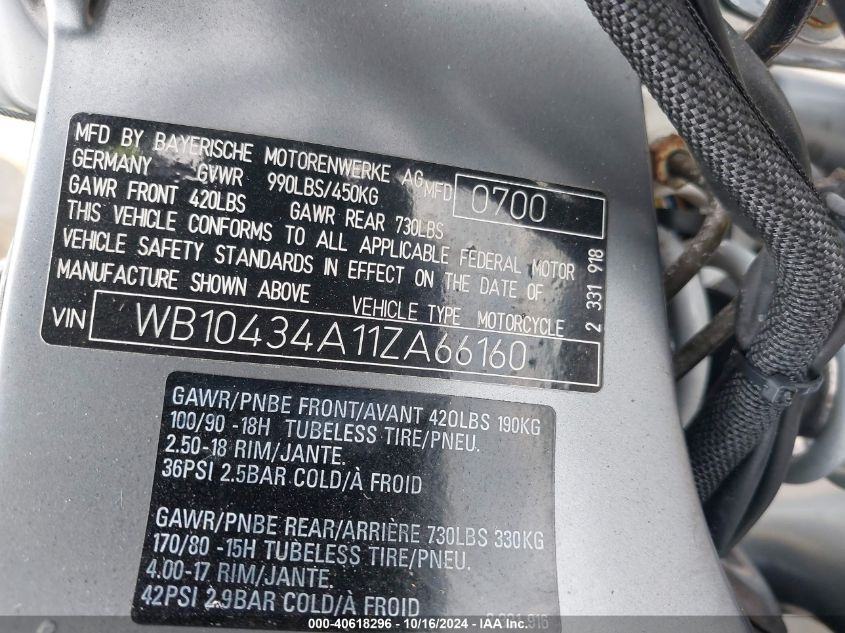 MFD BY BAYERISCHE MOTORENWERKE AG MFD 0700
GERMANY GVWR 990LBS/450KG
GAWR FRONT 420LBS GAWR REAR 730LBS
THIS VEHICLE CONFORMS TO ALL APPLICABLE FEDERAL MOTOR
VEHICLE SAFETY STANDARDS IN EFFECT ON THE DATE OF
MANUFACTURE SHOWN ABOVE VEHICLE TYPE MOTORCYCLE
2 331 918
VIN WB10434A11ZA66160
GAWR/PNBE FRONT/AVANT 420LBS 190KG
100/90 -18H TUBELESS TIRE/PNEU.
2.50-18 RIM/JANTE.
36PSI 2.5BAR COLD/À FROID
GAWR/PNBE REAR/ARRIÈRE 730LBS 330KG
170/80 -15H TUBELESS TIRE/PNEU.
4.00-17 RIM/JANTE.
42PSI 2.9BAR COLD/À FROID
000-40618296 - 10/16/2024 - IAA Inc.